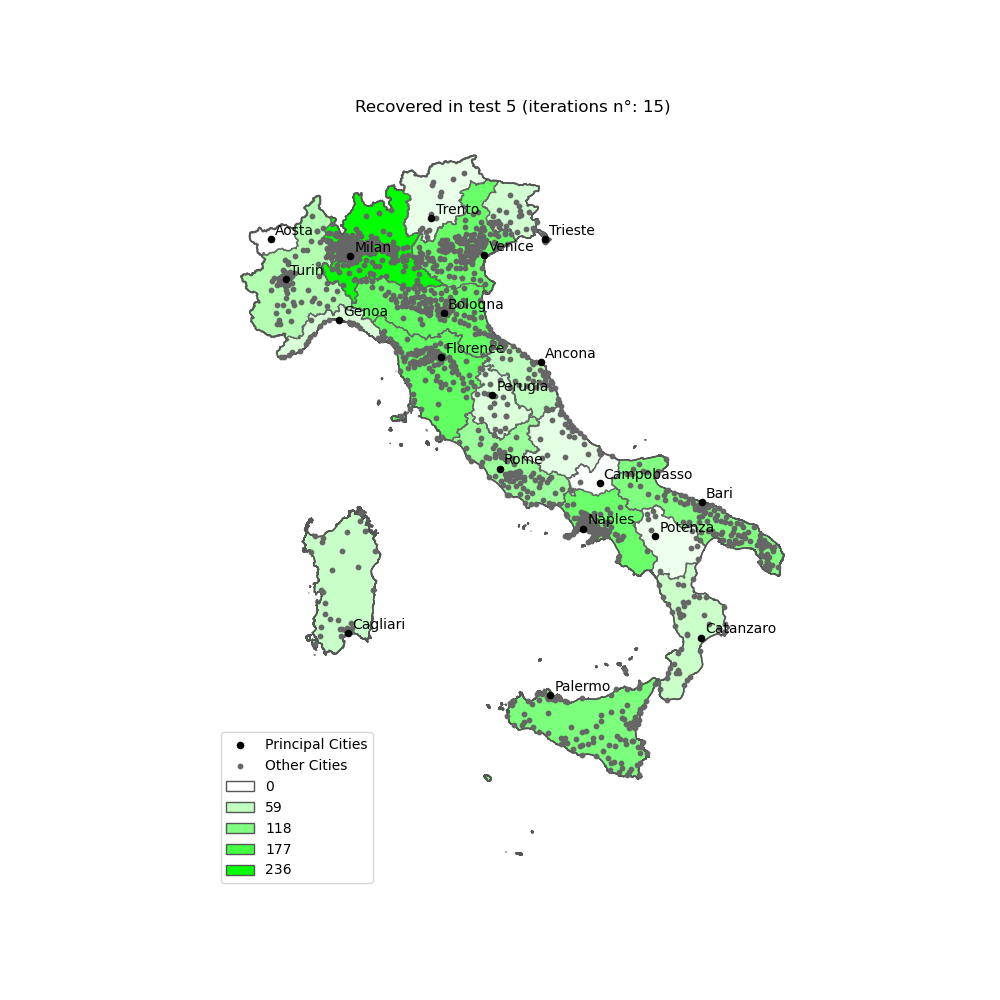 Recovered in test 5 (iterations n°: 15)
Trento
Aosta
Trieste
Milan
Venice
Turin
Bologna
Genoa
Florence
Ancona
Perugia
Rome
Campobasso
Bari
Naples
Potenza
Cagliari
Catanzaro
Palermo
Principal Cities
Other Cities
0
59
118
177
236